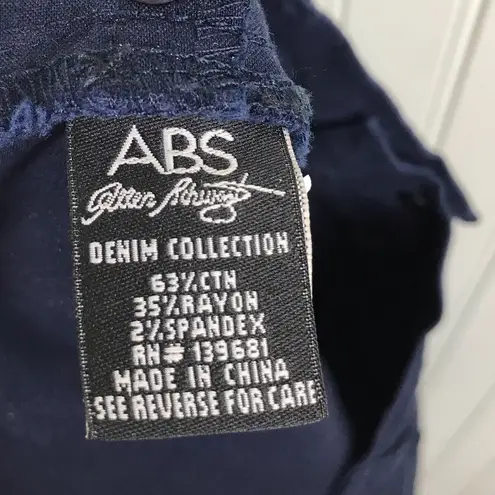 ABS
Allen Schwartz
DENIM COLLECTION
63%CTN
35%RAYON
2%SPANDEX
RN# 139681
MADE IN CHINA
SEE REVERSE FOR CARE